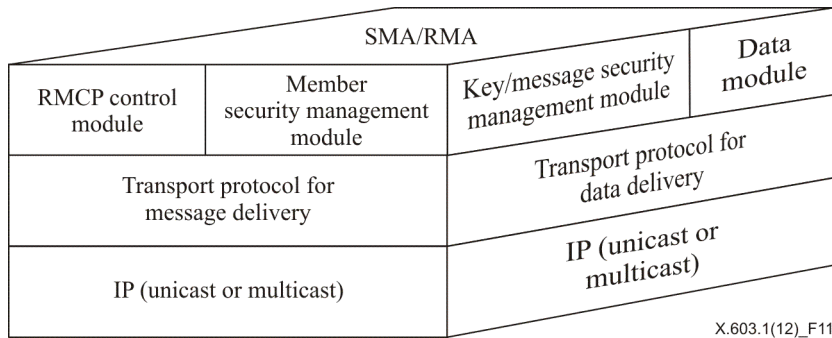 SMA/RMA
RMCP control
module
Member
security management
module
Key/message security
management module
Data
module
Transport protocol for
message delivery
Transport protocol for
data delivery
IP (unicast or multicast)
IP (unicast or
multicast)
X.603.1(12)_F11